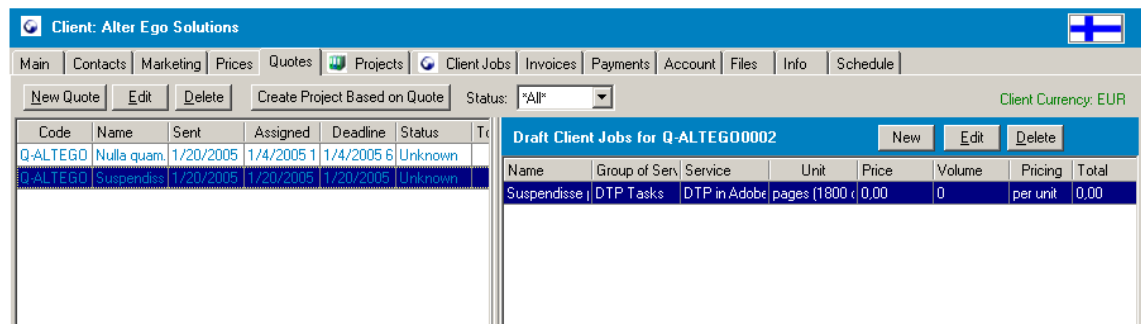 Client: Alter Ego Solutions
Main Contacts Marketing Prices Quotes Projects Client Jobs Invoices Payments Account Files Info Schedule
New Quote Edit Delete Create Project Based on Quote Status: *All* Client Currency: EUR
Code Name Sent Assigned Deadline Status
Q-ALTEGO Nulla quam. 1/20/2005 1/4/2005 1 1/4/2005 6 Unknown
Q-ALTEGO Suspendiss 1/20/2005 1/20/2005 1/20/2005 Unknown
Draft Client Jobs for Q-ALTEGO0002 New Edit Delete
Name Group of Serv Service Unit Price Volume Pricing Total
Suspendisse DTP Tasks DTP in Adobe pages (1800 0,00 0 per unit 0,00